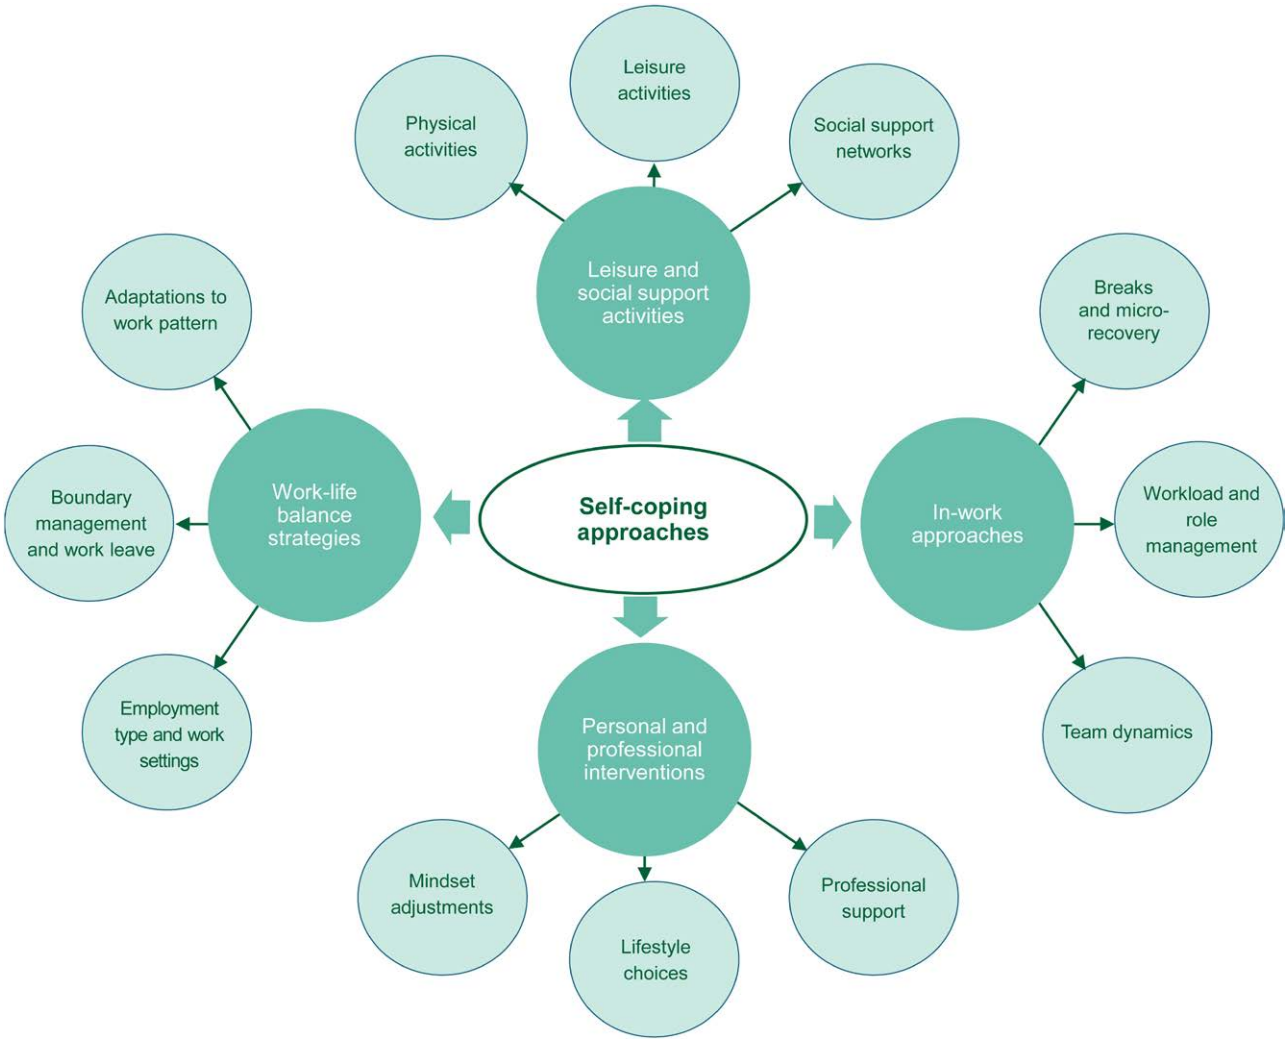 Leisure
activities
Physical
activities
Social support
networks
Leisure and
social support
activities
Adaptations to
work pattern
Breaks
and micro-
recovery
Boundary
management
and work leave
Work-life
balance
strategies
Self-coping
approaches
In-work
approaches
Workload and
role
management
Employment
type and work
settings
Personal and
professional
interventions
Team dynamics
Mindset
adjustments
Lifestyle
choices
Professional
support